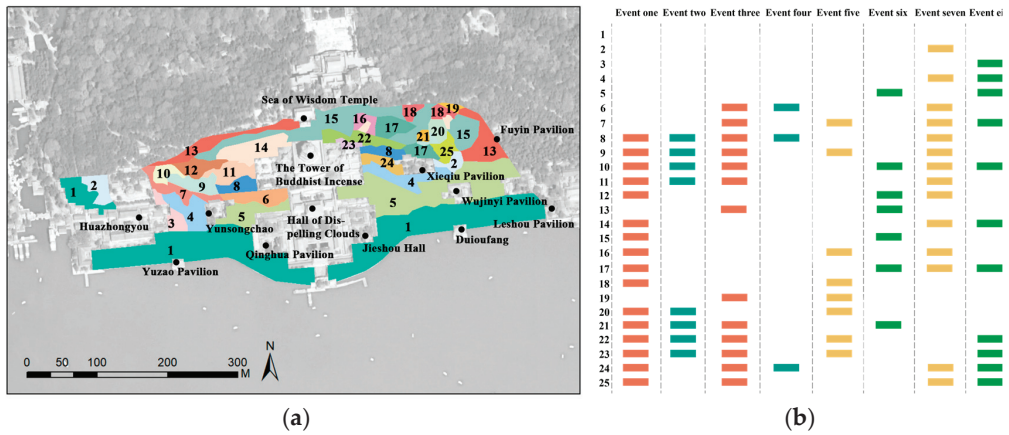 Sea of Wisdom Temple
19
18
18
15
16
17
20
21
22
23
15
25
13
Fuyin Pavilion
13
14
8
17
24
2
12
11
10
9
8
The Tower of
Buddhist Incense
Xieqiu Pavilion
4
1
2
7
6
5
Wujinyi Pavilion
3
4
5
Huazhongyou
Yunsongchao
Hall of Dis-
pelling Clouds
Leshou Pavilion
1
1
Duioufang
Jieshou Hall
Qinghua Pavilion
Yuzao Pavilion
N
0 50 100 200 300
M
(a)
Event one Event two Event three Event four Event five Event six Event seven Event ei
1
2
3
4
5
6
7
8
9
10
11
12
13
14
15
16
17
18
19
20
21
22
23
24
25
(b)